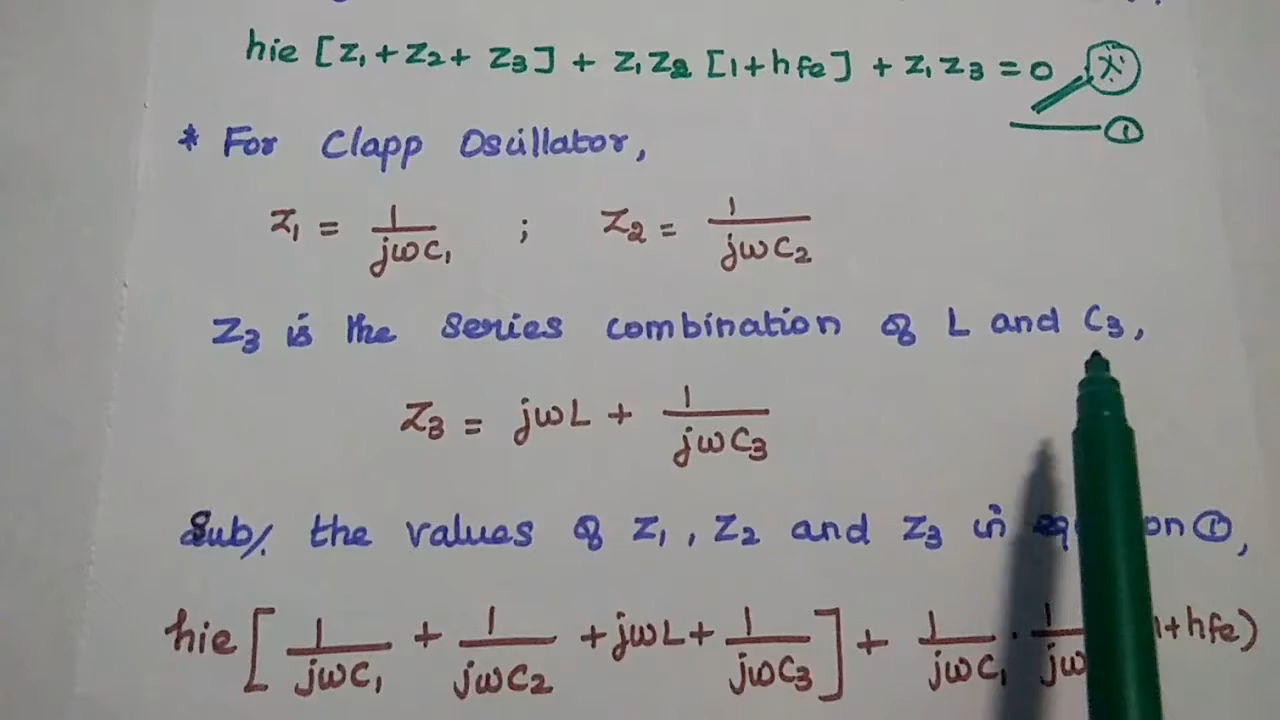 hie [Z1 + Z2 + Z3] + Z1Z2 [1+hfe] + Z1Z3 = 0
①
* For Clapp Oscillator,
Z1 = 1/jωC1 ; Z2 = 1/jωC2
Z3 is the series combination of L and C3,
Z3 = jωL + 1/jωC3
Sub/. the values of Z1, Z2 and Z3 in ①,
hie [1/jωC1 + 1/jωC2 + jωL + 1/jωC3] + 1/jωC1 · 1/jω 1+hfe)